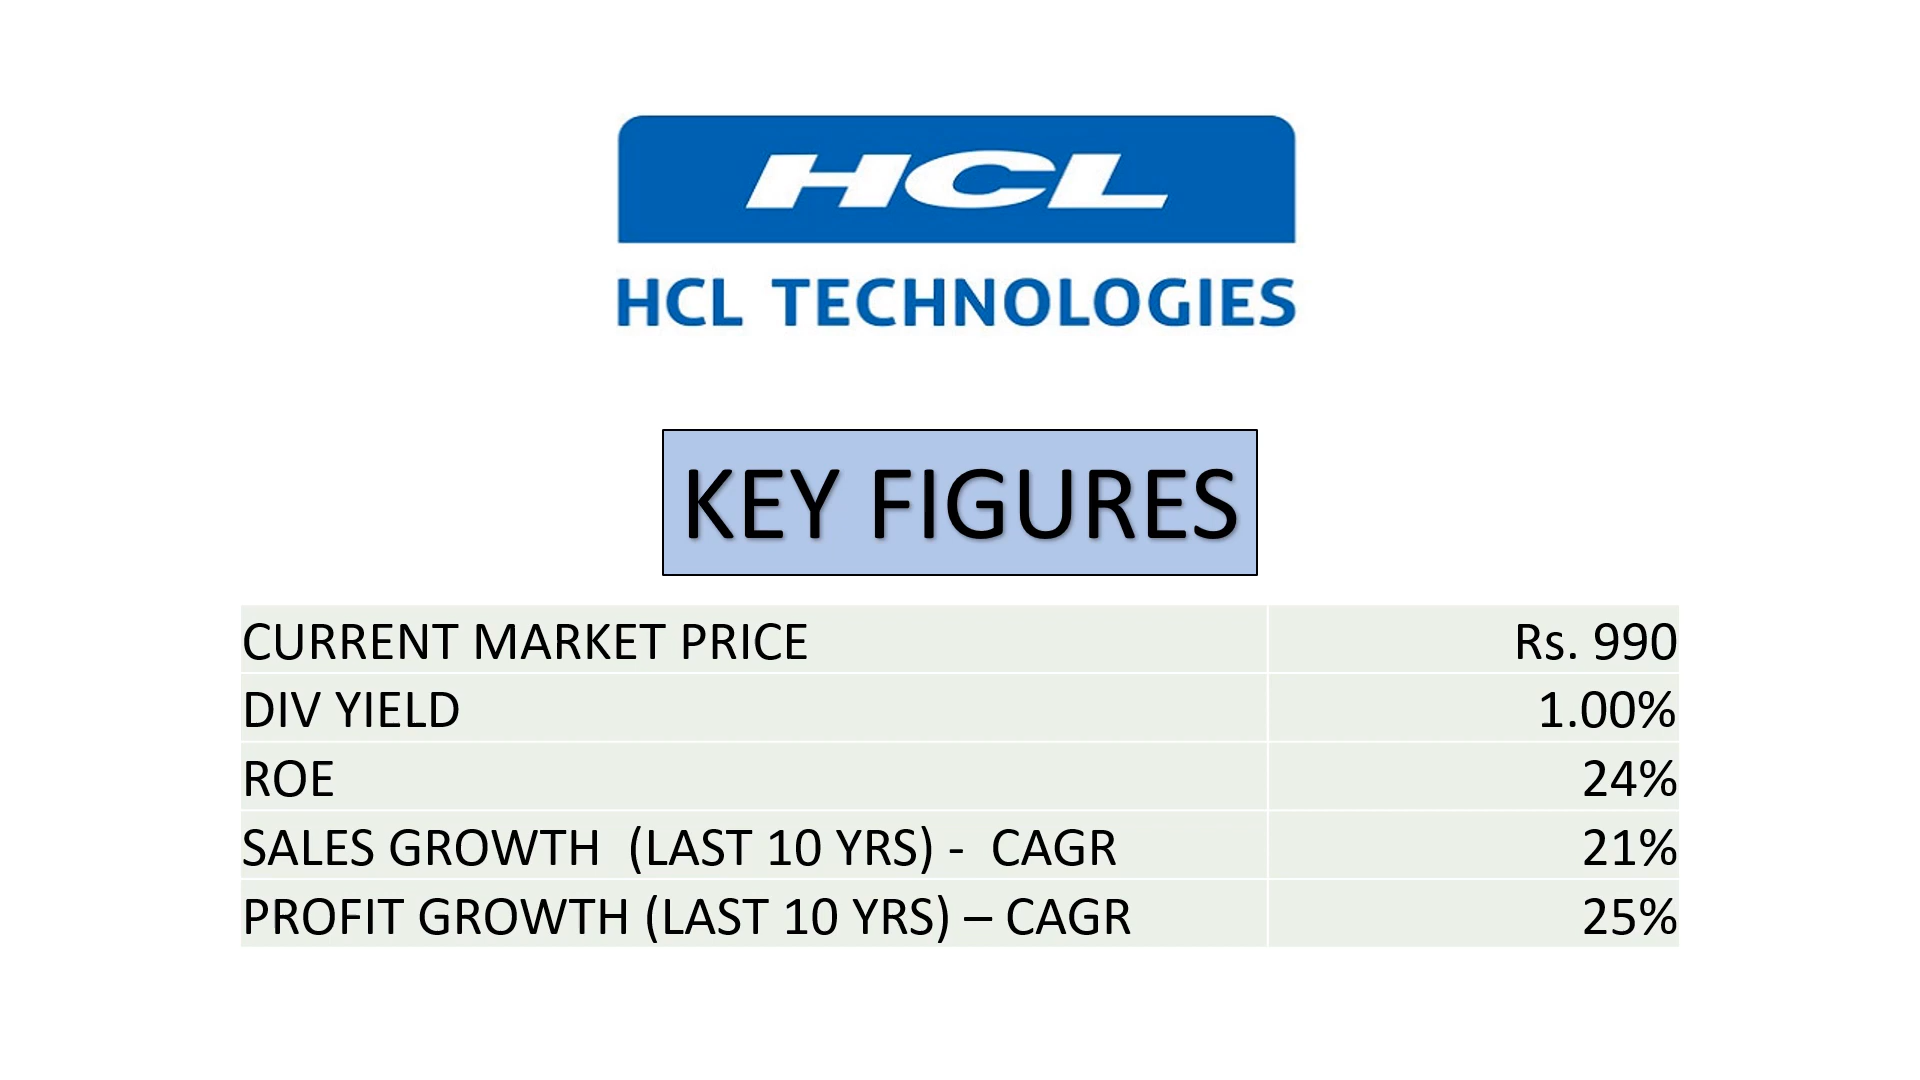 HCL
HCL TECHNOLOGIES
KEY FIGURES
CURRENT MARKET PRICE Rs. 990
DIV YIELD 1.00%
ROE 24%
SALES GROWTH  (LAST 10 YRS) -  CAGR 21%
PROFIT GROWTH (LAST 10 YRS) – CAGR 25%